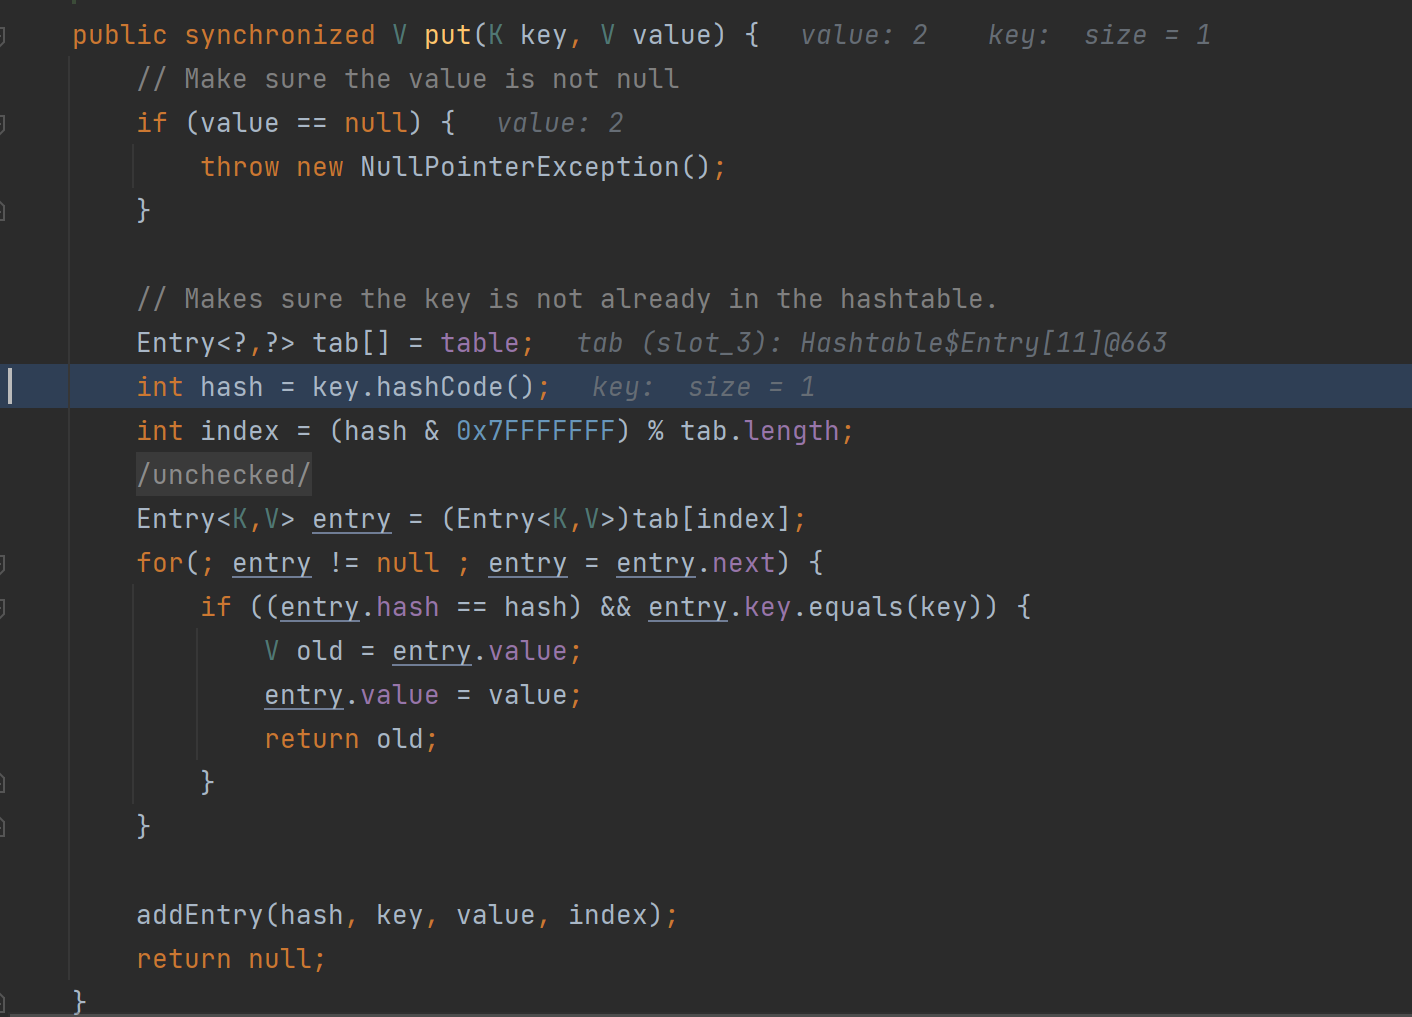 public synchronized V put(K key, V value) {   value: 2    key:  size = 1
    // Make sure the value is not null
    if (value == null) {   value: 2
        throw new NullPointerException();
    }

    // Makes sure the key is not already in the hashtable.
    Entry<?,?> tab[] = table;   tab (slot_3): Hashtable$Entry[11]@663
    int hash = key.hashCode();   key:  size = 1
    int index = (hash & 0x7FFFFFFF) % tab.length;
    /unchecked/
    Entry<K,V> entry = (Entry<K,V>)tab[index];
    for(; entry != null ; entry = entry.next) {
        if ((entry.hash == hash) && entry.key.equals(key)) {
            V old = entry.value;
            entry.value = value;
            return old;
        }
    }

    addEntry(hash, key, value, index);
    return null;
}